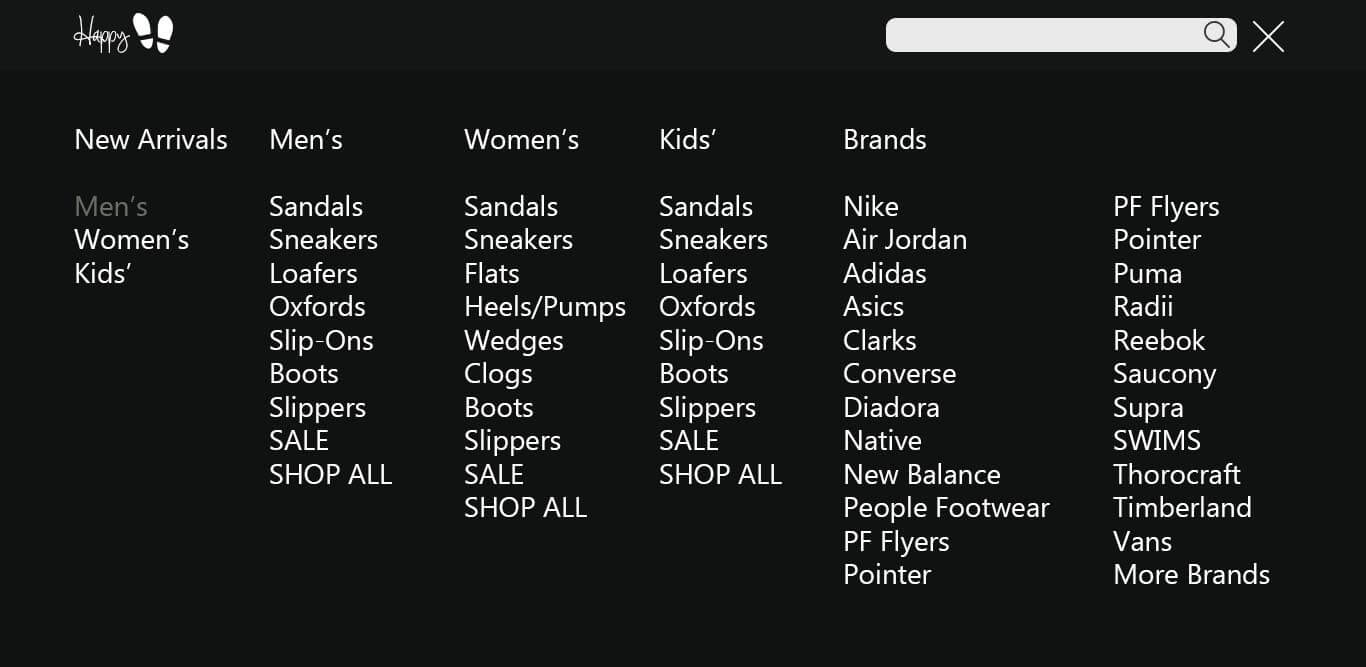 Happy
New Arrivals
Men’s
Women’s
Kids’
Men’s
Sandals
Sneakers
Loafers
Oxfords
Slip-Ons
Boots
Slippers
SALE
SHOP ALL
Women’s
Sandals
Sneakers
Flats
Heels/Pumps
Wedges
Clogs
Boots
Slippers
SALE
SHOP ALL
Kids’
Sandals
Sneakers
Loafers
Oxfords
Slip-Ons
Boots
Slippers
SALE
SHOP ALL
Brands
Nike
Air Jordan
Adidas
Asics
Clarks
Converse
Diadora
Native
New Balance
People Footwear
PF Flyers
Pointer
PF Flyers
Pointer
Puma
Radii
Reebok
Saucony
Supra
SWIMS
Thorocraft
Timberland
Vans
More Brands